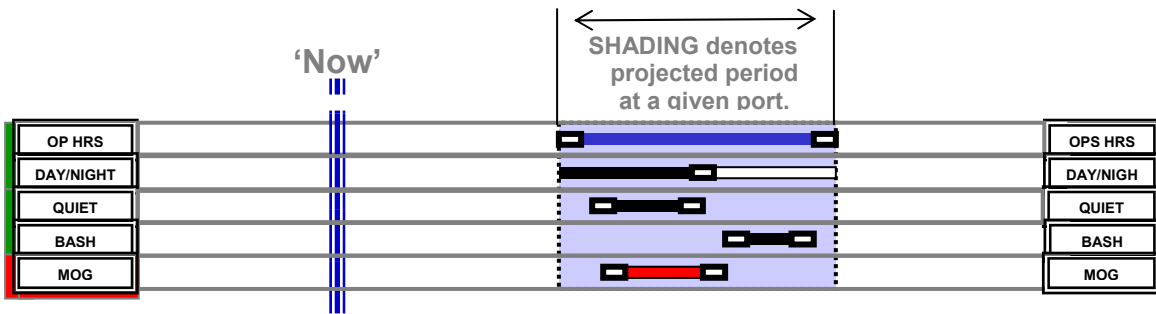 ‘Now’
SHADING denotes
projected period
at a given port.
OP HRS
OPS HRS
DAY/NIGHT
DAY/NIGH
QUIET
QUIET
BASH
BASH
MOG
MOG